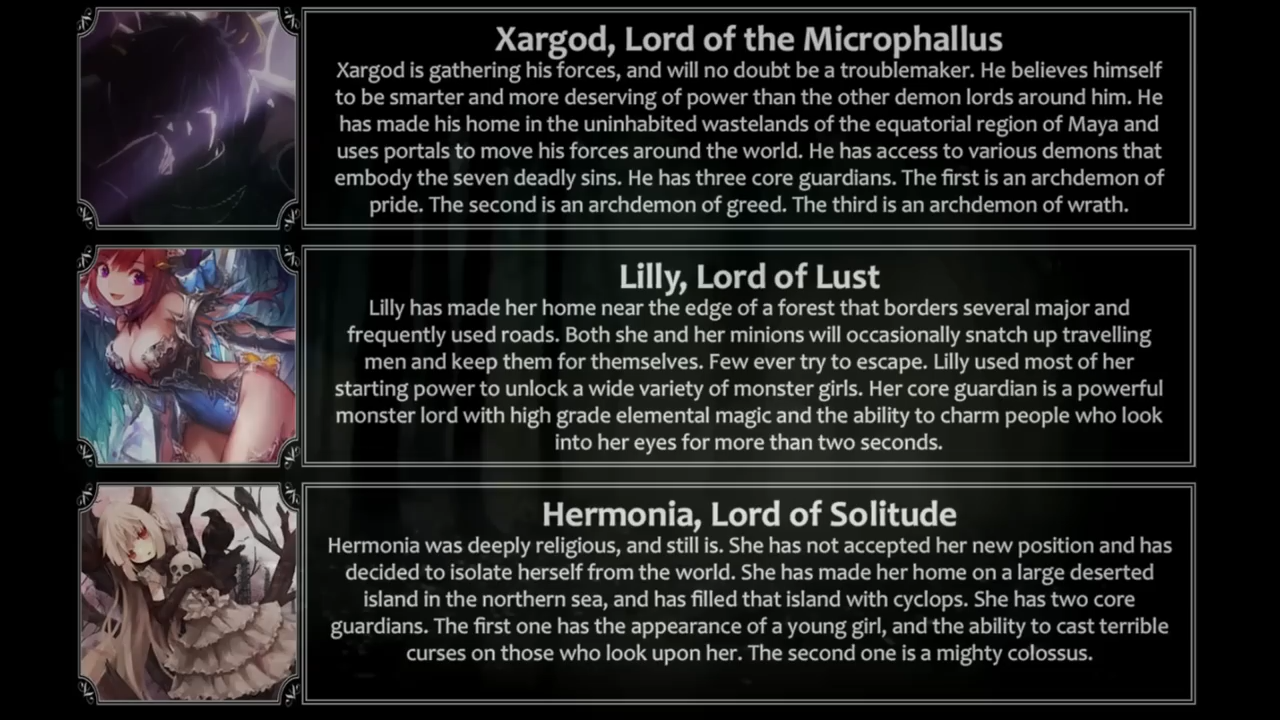 Xargod, Lord of the Microphallus
Xargod is gathering his forces, and will no doubt be a troublemaker. He believes himself
to be smarter and more deserving of power than the other demon lords around him. He
has made his home in the uninhabited wastelands of the equatorial region of Maya and
uses portals to move his forces around the world. He has access to various demons that
embody the seven deadly sins. He has three core guardians. The first is an archdemon of
pride. The second is an archdemon of greed. The third is an archdemon of wrath.
Lilly, Lord of Lust
Lilly has made her home near the edge of a forest that borders several major and
frequently used roads. Both she and her minions will occasionally snatch up travelling
men and keep them for themselves. Few ever try to escape. Lilly used most of her
starting power to unlock a wide variety of monster girls. Her core guardian is a powerful
monster lord with high grade elemental magic and the ability to charm people who look
into her eyes for more than two seconds.
Hermonia, Lord of Solitude
Hermonia was deeply religious, and still is. She has not accepted her new position and has
decided to isolate herself from the world. She has made her home on a large deserted
island in the northern sea, and has filled that island with cyclops. She has two core
guardians. The first one has the appearance of a young girl, and the ability to cast terrible
curses on those who look upon her. The second one is a mighty colossus.